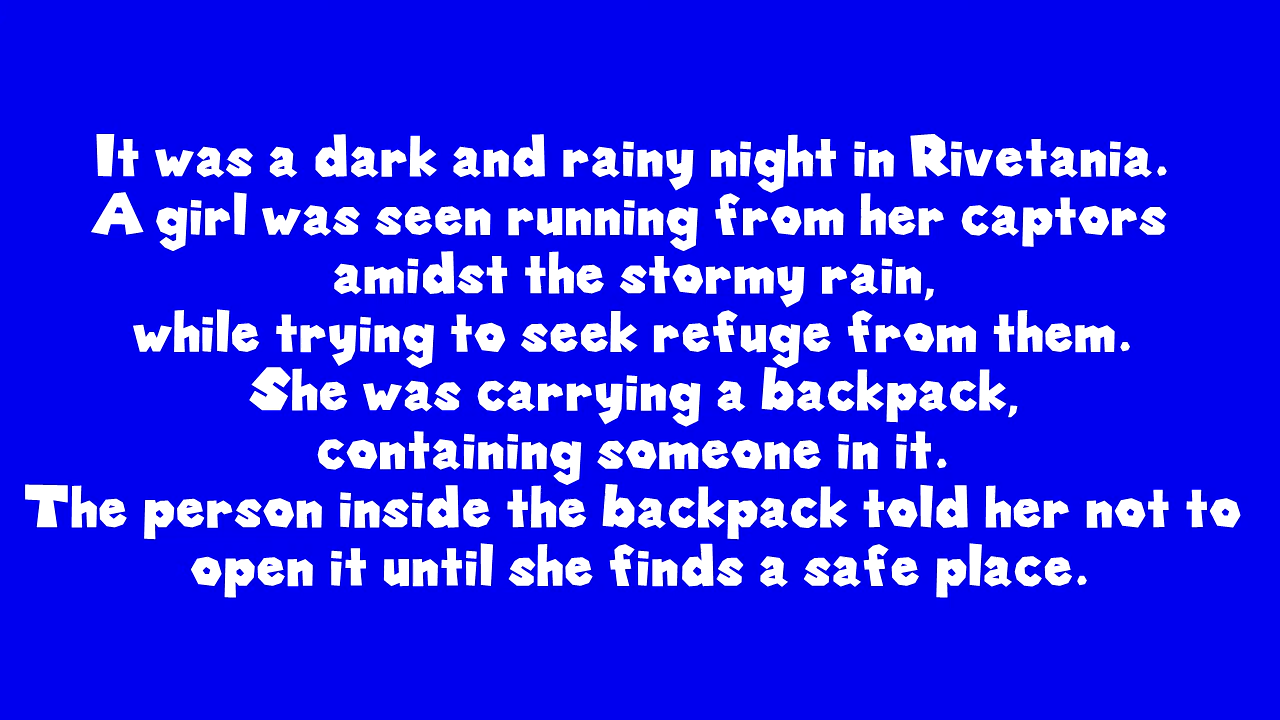 It was a dark and rainy night in Rivetania.
A girl was seen running from her captors
amidst the stormy rain,
while trying to seek refuge from them.
She was carrying a backpack,
containing someone in it.
The person inside the backpack told her not to
open it until she finds a safe place.